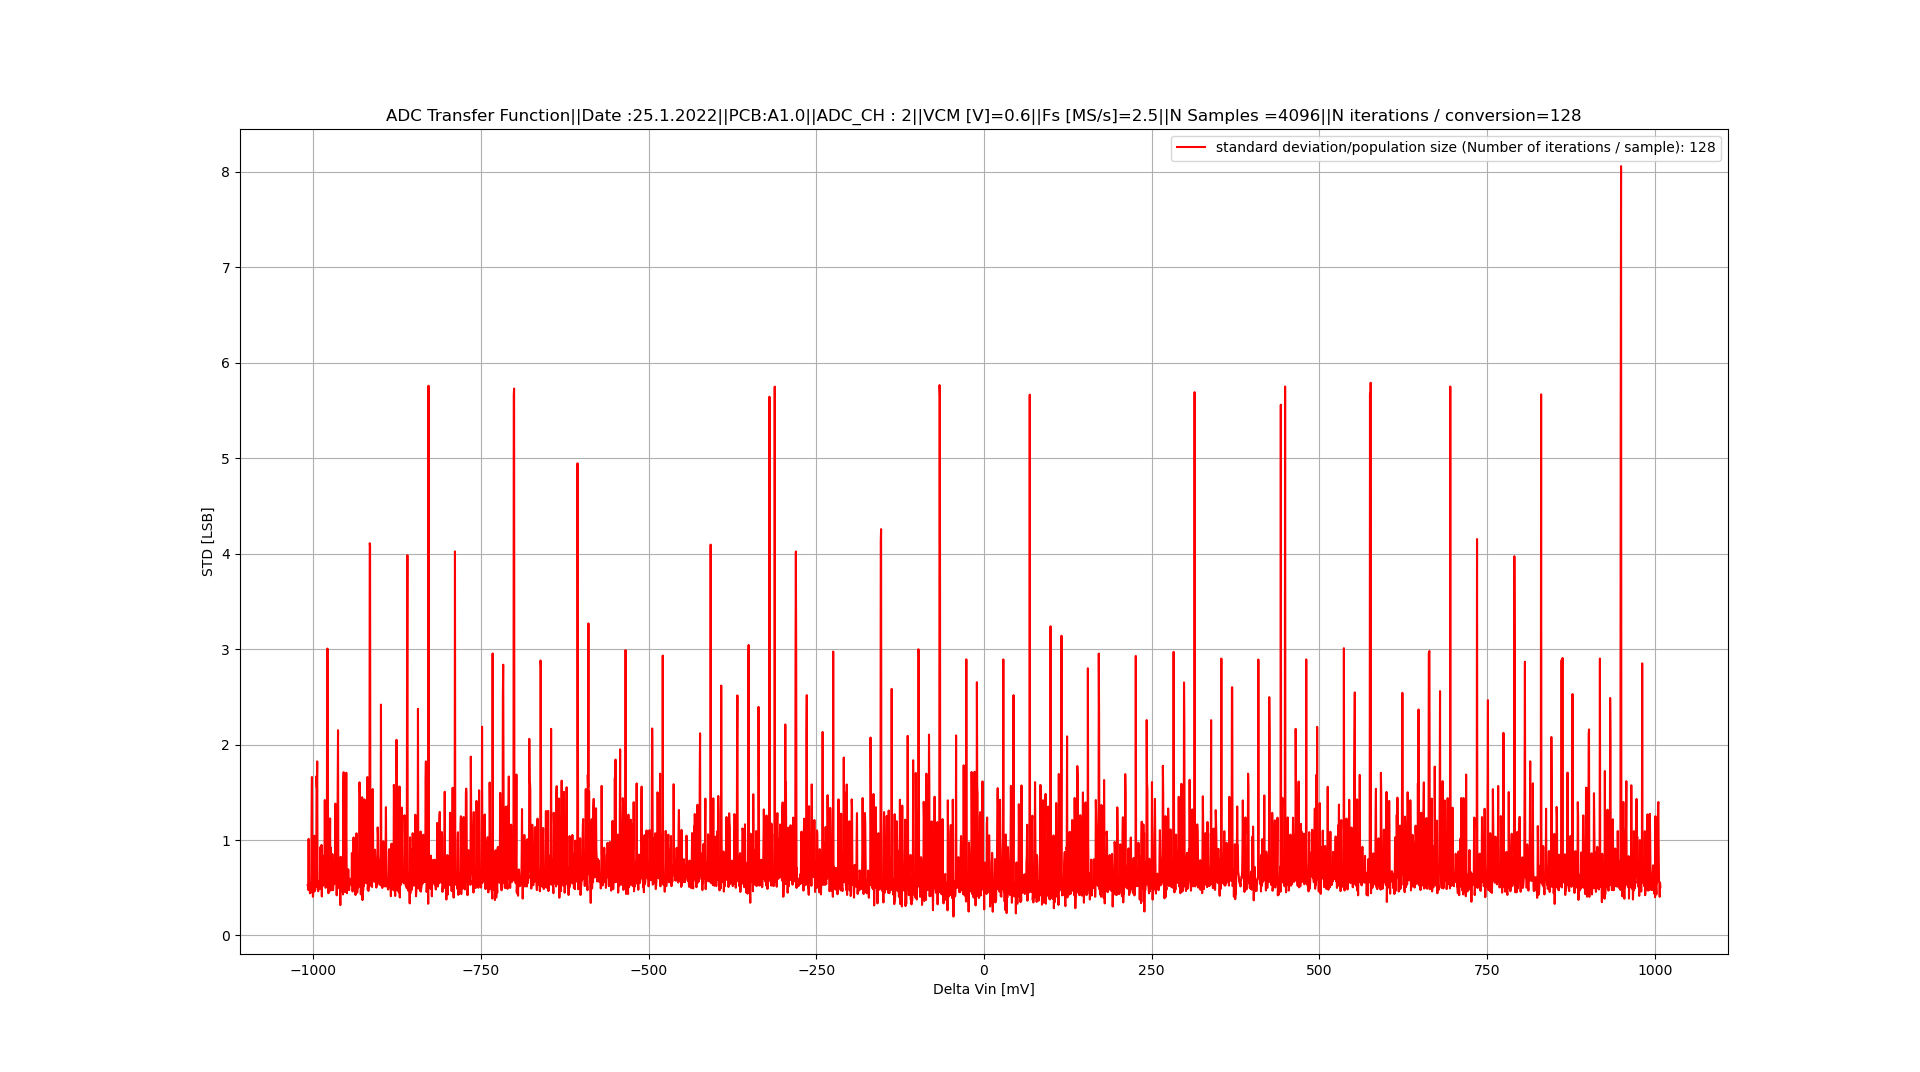 ADC Transfer Function||Date :25.1.2022||PCB:A1.0||ADC_CH : 2||VCM [V]=0.6||Fs [MS/s]=2.5||N Samples =4096||N iterations / conversion=128
standard deviation/population size (Number of iterations / sample): 128
8
7
6
5
4
3
2
1
0
STD [LSB]
−1000 −750 −500 −250 0 250 500 750 1000
Delta Vin [mV]